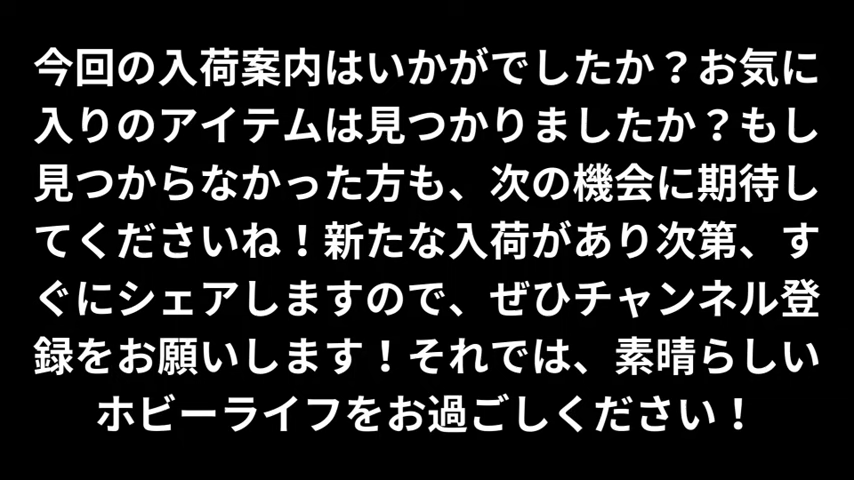 今回の入荷案内はいかがでしたか？お気に
入りのアイテムは見つかりましたか？もし
見つからなかった方も、次の機会に期待し
てくださいね！新たな入荷があり次第、す
ぐにシェアしますので、ぜひチャンネル登
録をお願いします！それでは、素晴らしい
ホビーライフをお過ごしください！